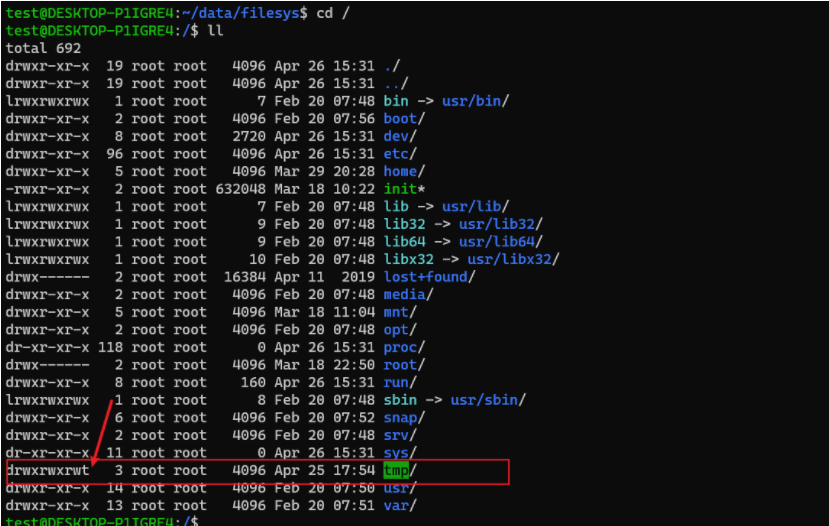 test@DESKTOP-P1IGRE4:~/data/filesys$ cd /
test@DESKTOP-P1IGRE4:/$ ll
total 692
drwxr-xr-x  19 root root   4096 Apr 26 15:31 ./
drwxr-xr-x  19 root root   4096 Apr 26 15:31 ../
lrwxrwxrwx   1 root root      7 Feb 20 07:48 bin -> usr/bin/
drwxr-xr-x   2 root root   4096 Feb 20 07:56 boot/
drwxr-xr-x   8 root root   2720 Apr 26 15:31 dev/
drwxr-xr-x  96 root root   4096 Apr 26 15:31 etc/
drwxr-xr-x   5 root root   4096 Mar 29 20:28 home/
-rwxr-xr-x   2 root root 632048 Mar 18 10:22 init*
lrwxrwxrwx   1 root root      7 Feb 20 07:48 lib -> usr/lib/
lrwxrwxrwx   1 root root      9 Feb 20 07:48 lib32 -> usr/lib32/
lrwxrwxrwx   1 root root      9 Feb 20 07:48 lib64 -> usr/lib64/
lrwxrwxrwx   1 root root     10 Feb 20 07:48 libx32 -> usr/libx32/
drwx------   2 root root  16384 Apr 11  2019 lost+found/
drwxr-xr-x   2 root root   4096 Feb 20 07:48 media/
drwxr-xr-x   5 root root   4096 Mar 18 11:04 mnt/
drwxr-xr-x   2 root root   4096 Feb 20 07:48 opt/
dr-xr-xr-x 118 root root      0 Apr 26 15:31 proc/
drwx------   2 root root   4096 Mar 18 22:50 root/
drwxr-xr-x   8 root root    160 Apr 26 15:31 run/
lrwxrwxrwx   1 root root      8 Feb 20 07:48 sbin -> usr/sbin/
drwxr-xr-x   6 root root   4096 Feb 20 07:52 snap/
drwxr-xr-x   2 root root   4096 Feb 20 07:48 srv/
dr-xr-xr-x  11 root root      0 Apr 26 15:31 sys/
drwxrwxrwt   3 root root   4096 Apr 25 17:54 tmp/
drwxr-xr-x  14 root root   4096 Feb 20 07:50 usr/
drwxr-xr-x  13 root root   4096 Feb 20 07:51 var/
test@DESKTOP-P1IGRE4:/$